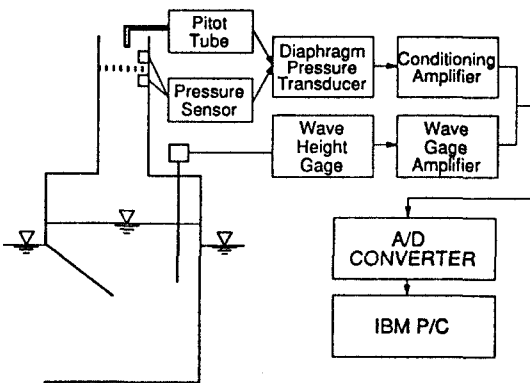 Pitot
Tube
Pressure
Sensor
Diaphragm
Pressure
Transducer
Conditioning
Amplifier
Wave
Height
Gage
Wave
Gage
Amplifier
A/D
CONVERTER
IBM P/C